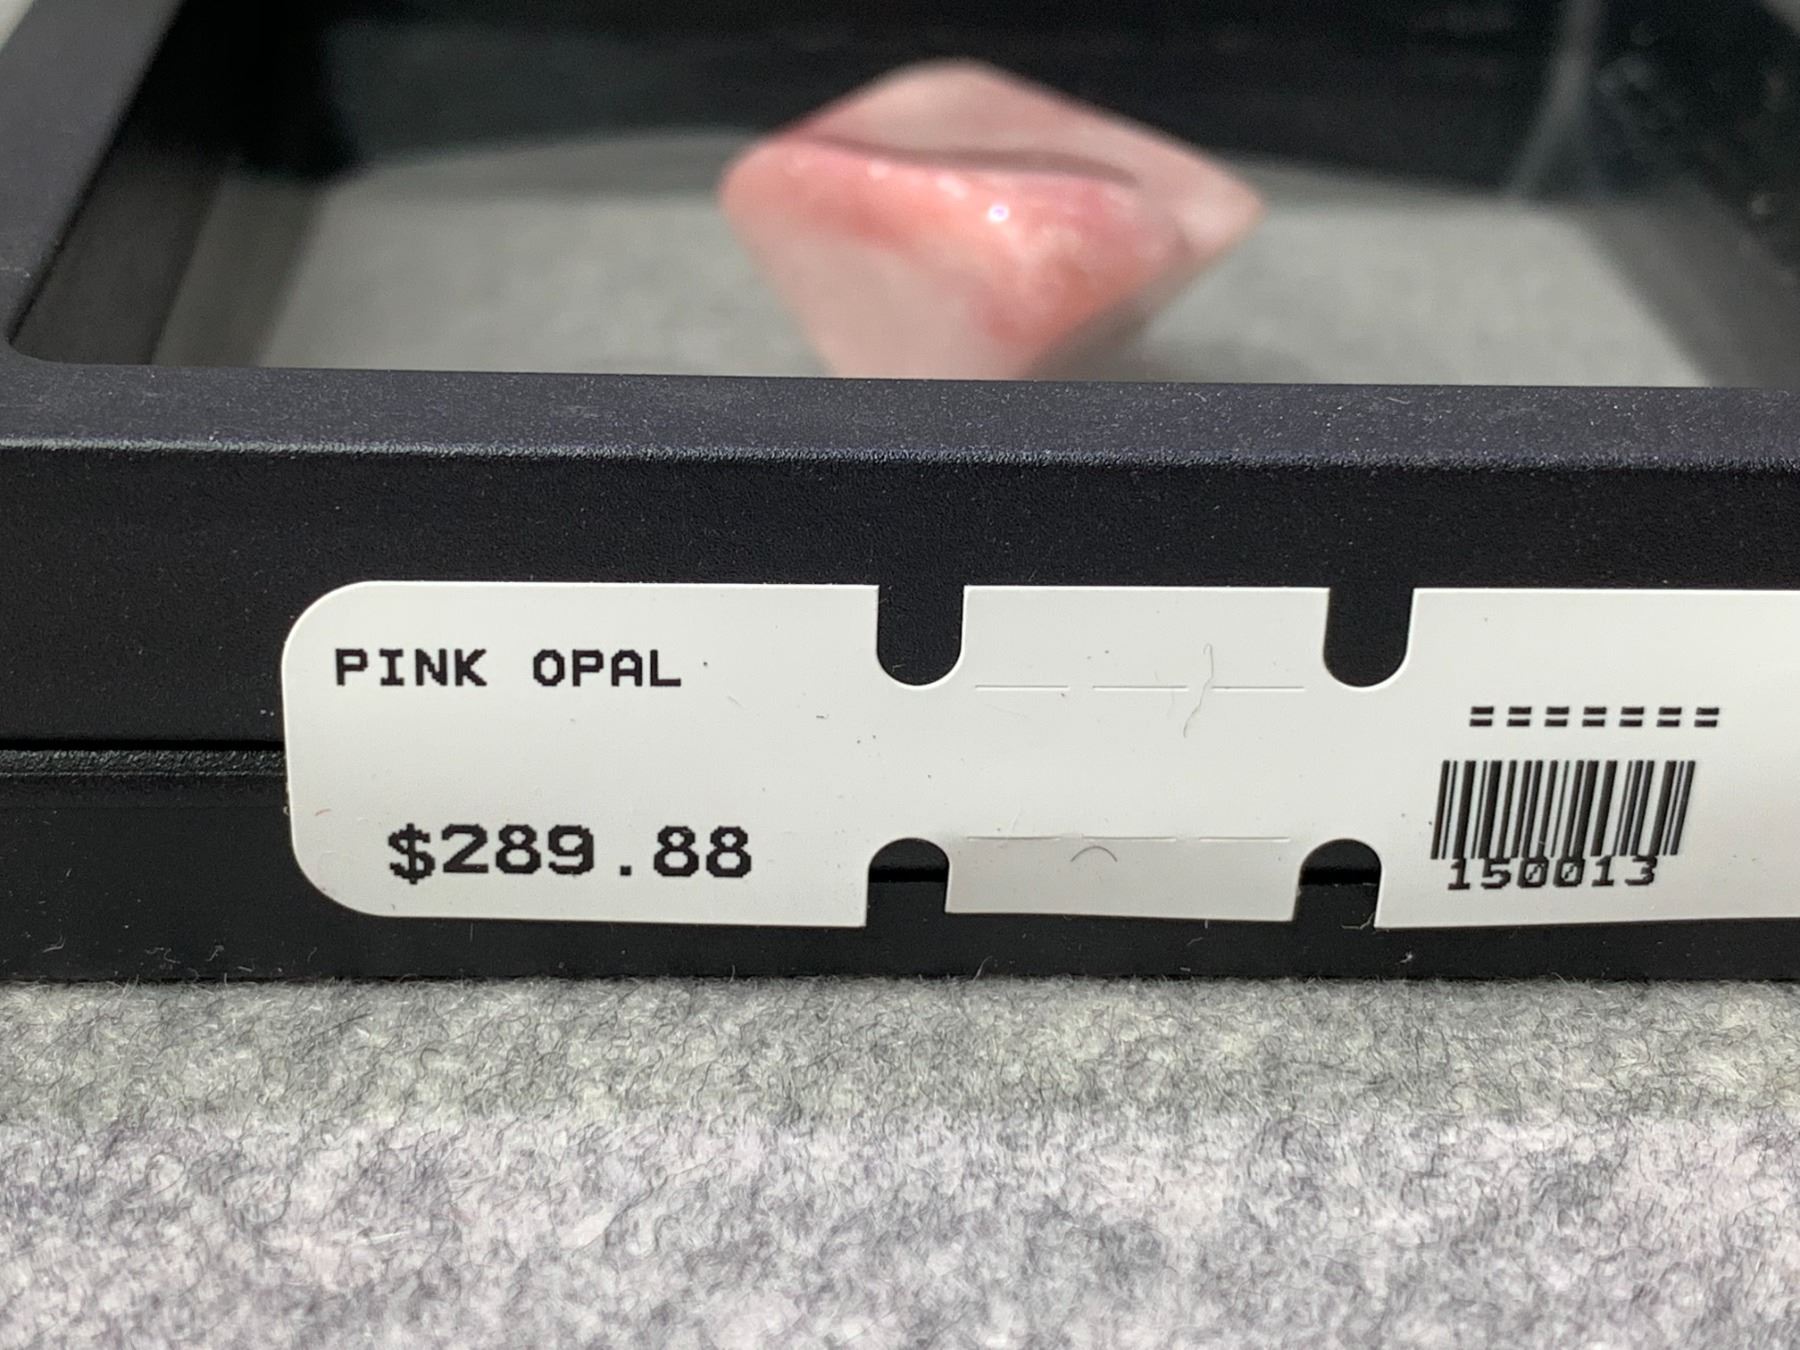 PINK OPAL
$289.88
=======
150013